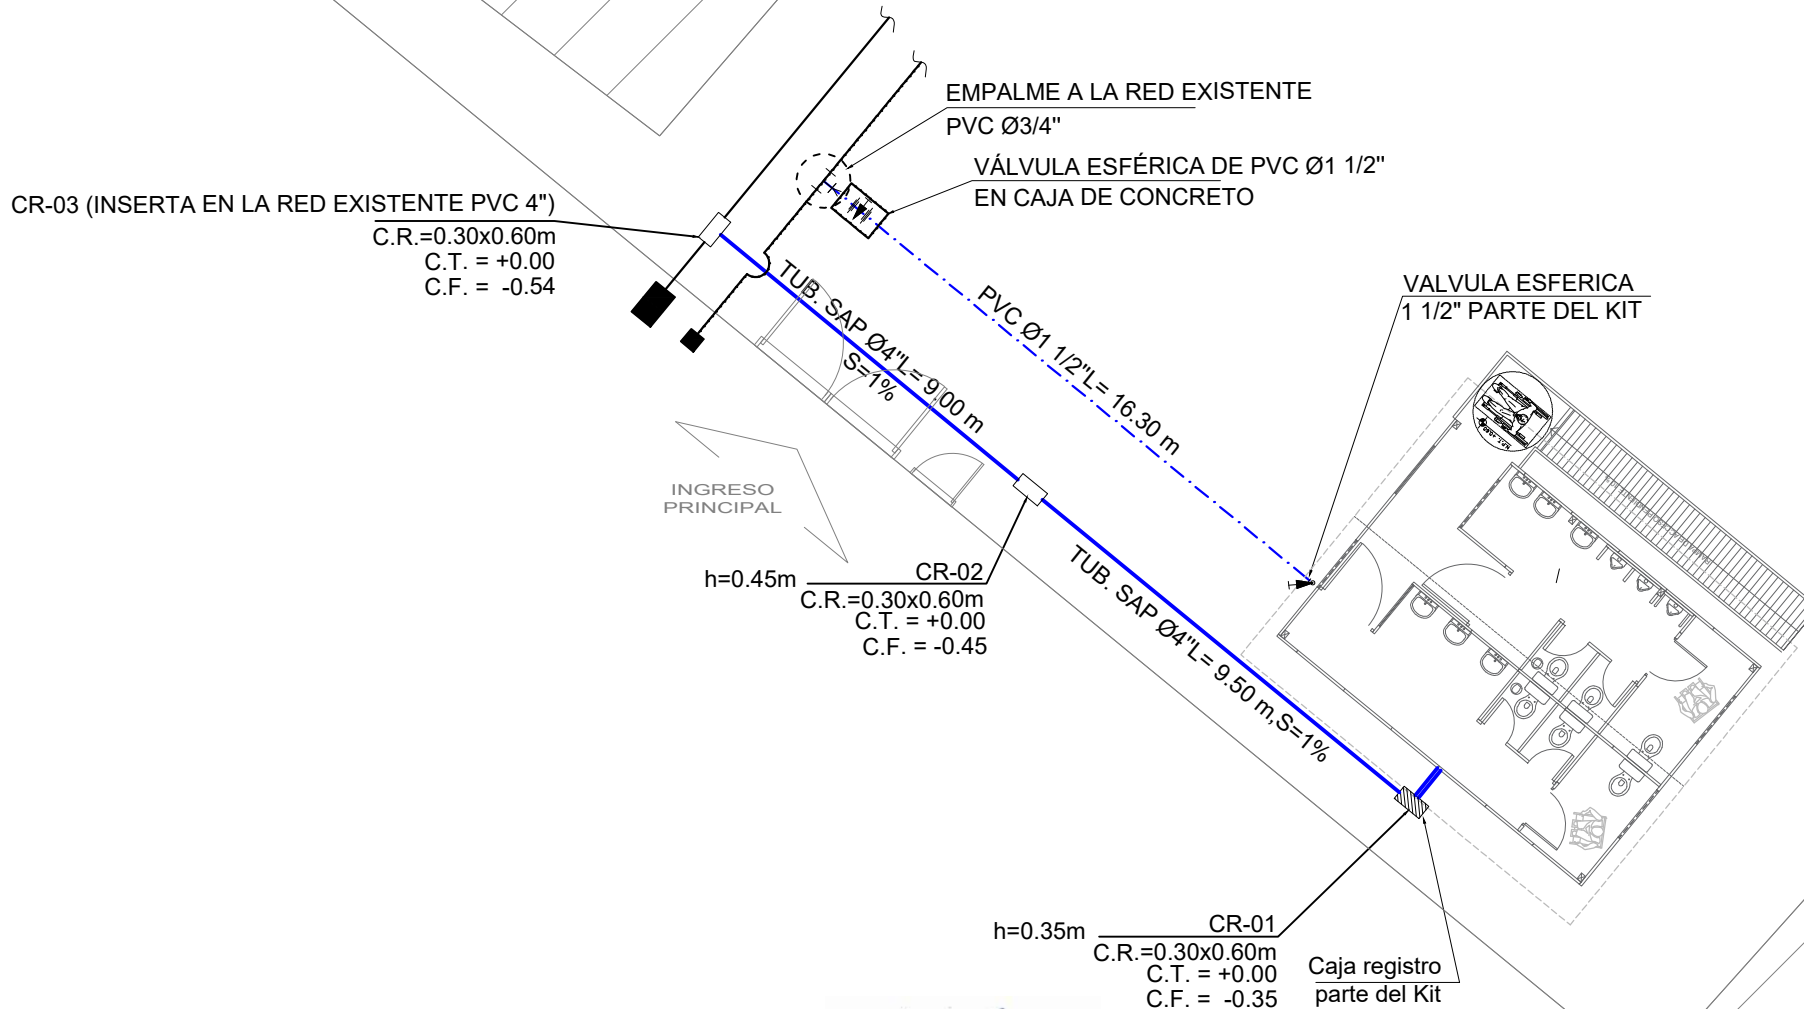 EMPALME A LA RED EXISTENTE
PVC Ø3/4"
VÁLVULA ESFÉRICA DE PVC Ø1 1/2"
EN CAJA DE CONCRETO
CR-03 (INSERTA EN LA RED EXISTENTE PVC 4")
C.R.=0.30x0.60m
C.T. = +0.00
C.F. = -0.54
VALVULA ESFERICA
1 1/2" PARTE DEL KIT
TUB. SAP Ø4"L= 9.00 m
S=1%
PVC Ø1 1/2"L= 16.30 m
INGRESO
PRINCIPAL
h=0.45m
CR-02
C.R.=0.30x0.60m
C.T. = +0.00
C.F. = -0.45
TUB. SAP Ø4"L= 9.50 m,S=1%
h=0.35m
CR-01
C.R.=0.30x0.60m
C.T. = +0.00
C.F. = -0.35
Caja registro
parte del Kit